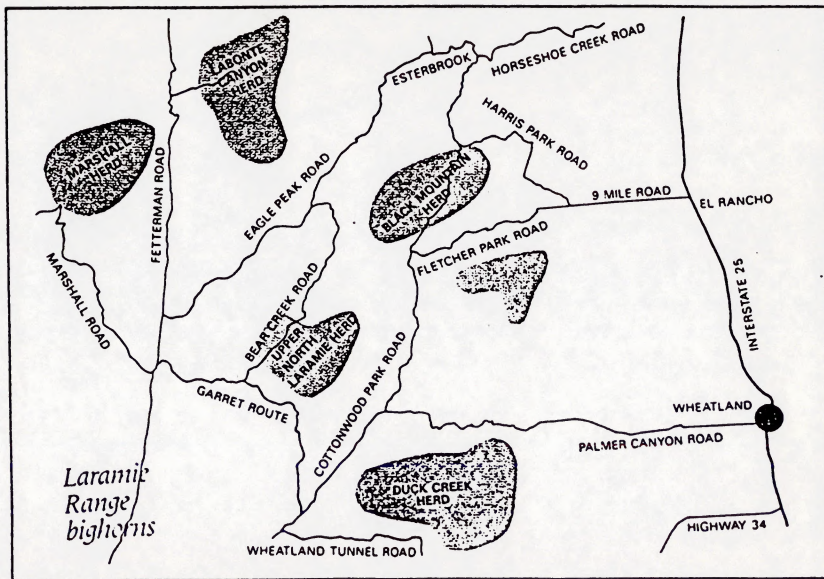 LABONTE
CANYON
HERD
ESTERBROOK
HORSESHOE CREEK ROAD
MARSHALL
HERD
FETTERMAN ROAD
EAGLE PEAK ROAD
HARRIS PARK ROAD
BLACK MOUNTAIN
HERD
9 MILE ROAD
EL RANCHO
MARSHALL ROAD
FLETCHER PARK ROAD
INTERSTATE 25
BEAR CREEK ROAD
UPPER
NORTH
LARAMIE HERD
GARRET ROUTE
COTTONWOOD PARK ROAD
WHEATLAND
PALMER CANYON ROAD
Laramie
Range
bighorns
DUCK CREEK
HERD
HIGHWAY 34
WHEATLAND TUNNEL ROAD